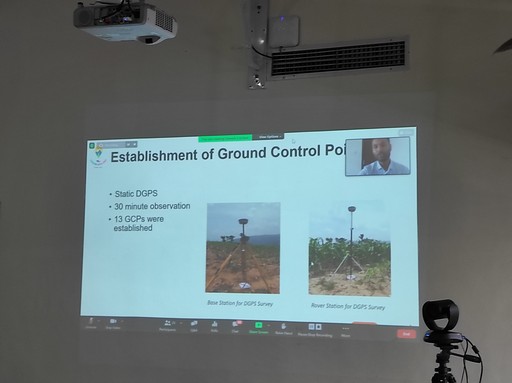 Establishment of Ground Control Poi
• Static DGPS
• 30 minute observation
• 13 GCPs were
established
Base Station for DGPS Survey
Rover Station for DGPS Survey